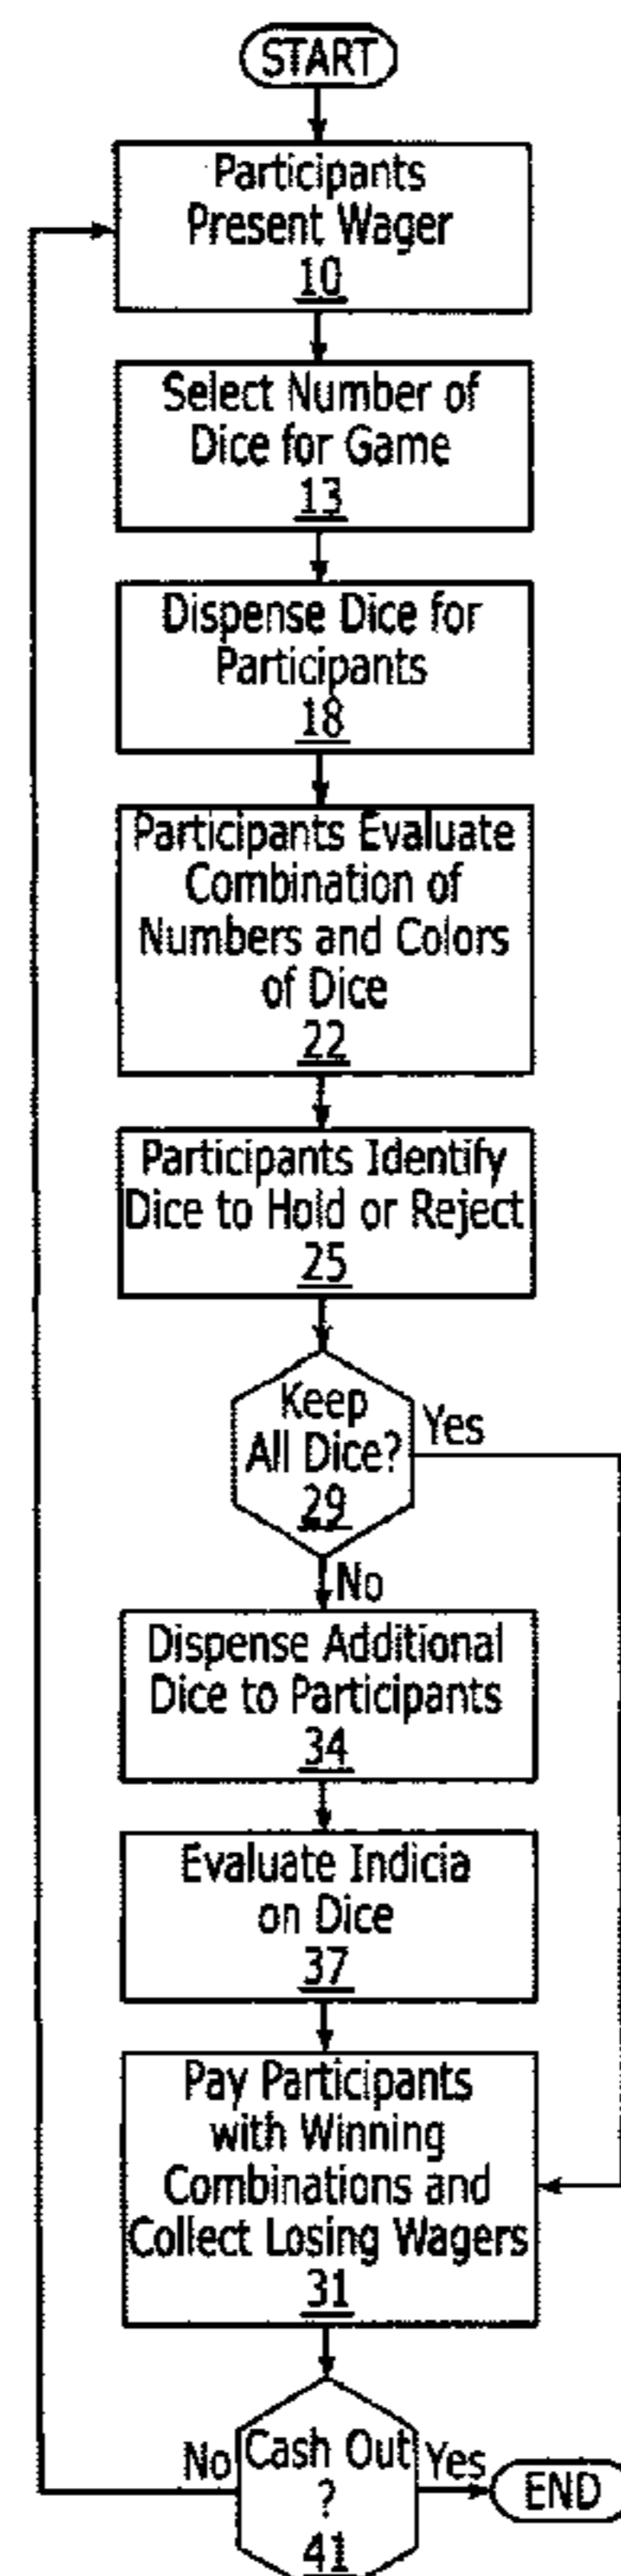 START
Participants
Present Wager
10
Select Number of
Dice for Game
13
Dispense Dice for
Participants
18
Participants Evaluate
Combination of
Numbers and Colors
of Dice
22
Participants Identify
Dice to Hold or Reject
25
Keep
All Dice?
29
Yes
No
Dispense Additional
Dice to Participants
34
Evaluate Indicia
on Dice
37
Pay Participants
with Winning
Combinations and
Collect Losing Wagers
31
No
Cash Out
?
41
Yes
END